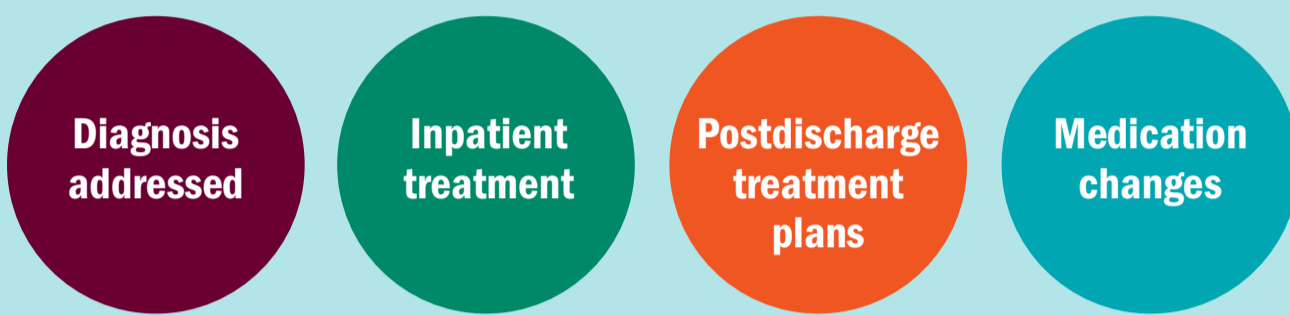 Diagnosis
addressed
Inpatient
treatment
Postdischarge
treatment
plans
Medication
changes